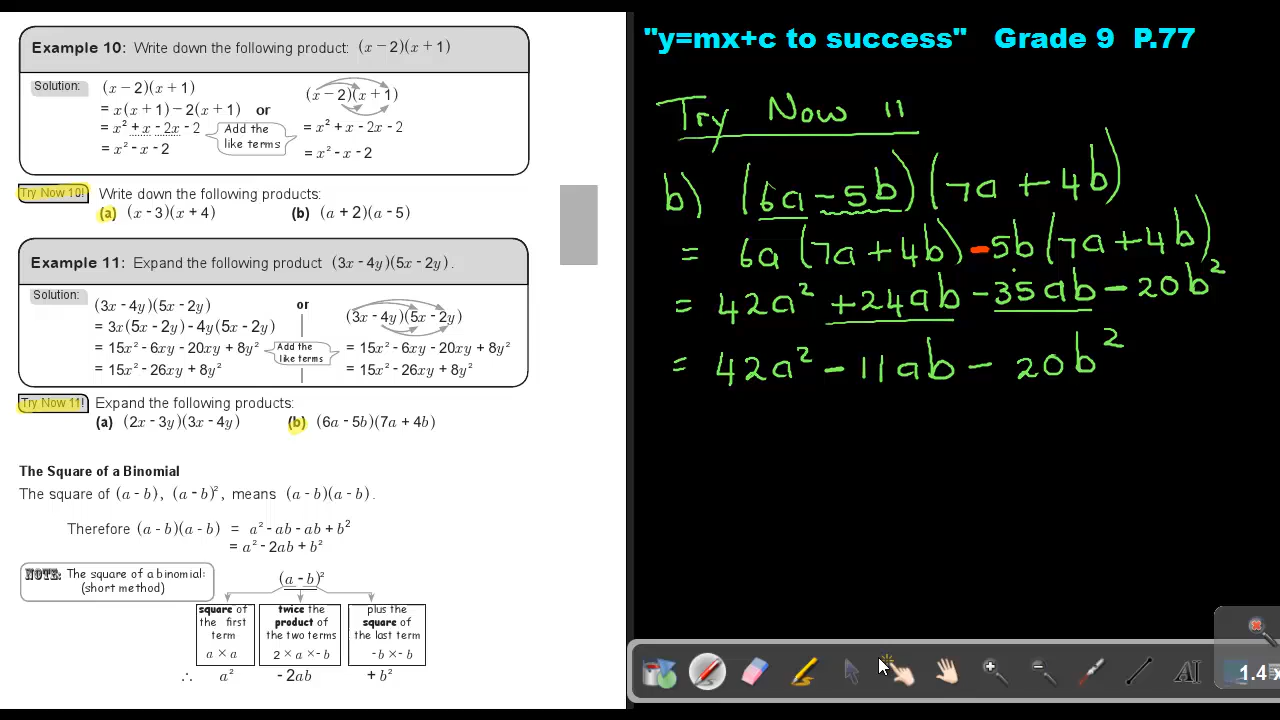 Example 10: Write down the following product: (x − 2)(x + 1)
Solution:
(x − 2)(x + 1)
= x(x + 1) − 2(x + 1) or
= x² + x - 2x - 2
= x² - x - 2
Add the
like terms
(x − 2)(x + 1)
= x² + x - 2x - 2
= x² - x - 2
Try Now 10! Write down the following products:
(a) (x - 3)(x + 4) (b) (a + 2)(a - 5)
Example 11: Expand the following product (3x - 4y)(5x - 2y).
Solution:
(3x - 4y)(5x - 2y)
= 3x(5x - 2y) - 4y(5x - 2y)
= 15x² - 6xy - 20xy + 8y²
= 15x² - 26xy + 8y²
or
Add the
like terms
(3x - 4y)(5x - 2y)
= 15x² - 6xy - 20xy + 8y²
= 15x² - 26xy + 8y²
Try Now 11! Expand the following products:
(a) (2x - 3y)(3x - 4y) (b) (6a - 5b)(7a + 4b)
The Square of a Binomial
The square of (a - b), (a - b)², means (a - b)(a - b).
Therefore (a - b)(a - b) = a² - ab - ab + b²
= a² - 2ab + b²
NOTE: The square of a binomial:
(short method)
(a - b)²
square of
the first
term
a × a
twice the
product of
the two terms
2 × a × - b
plus the
square of
the last term
-b × - b
∴ a² - 2ab + b²
"y=mx+c to success" Grade 9 P.77
Try Now 11
b) (6a − 5b)(7a + 4b)
= 6a(7a + 4b) − 5b(7a + 4b)
= 42a² + 24ab − 35ab − 20b²
= 42a² − 11ab − 20b²
AI
1.4 x